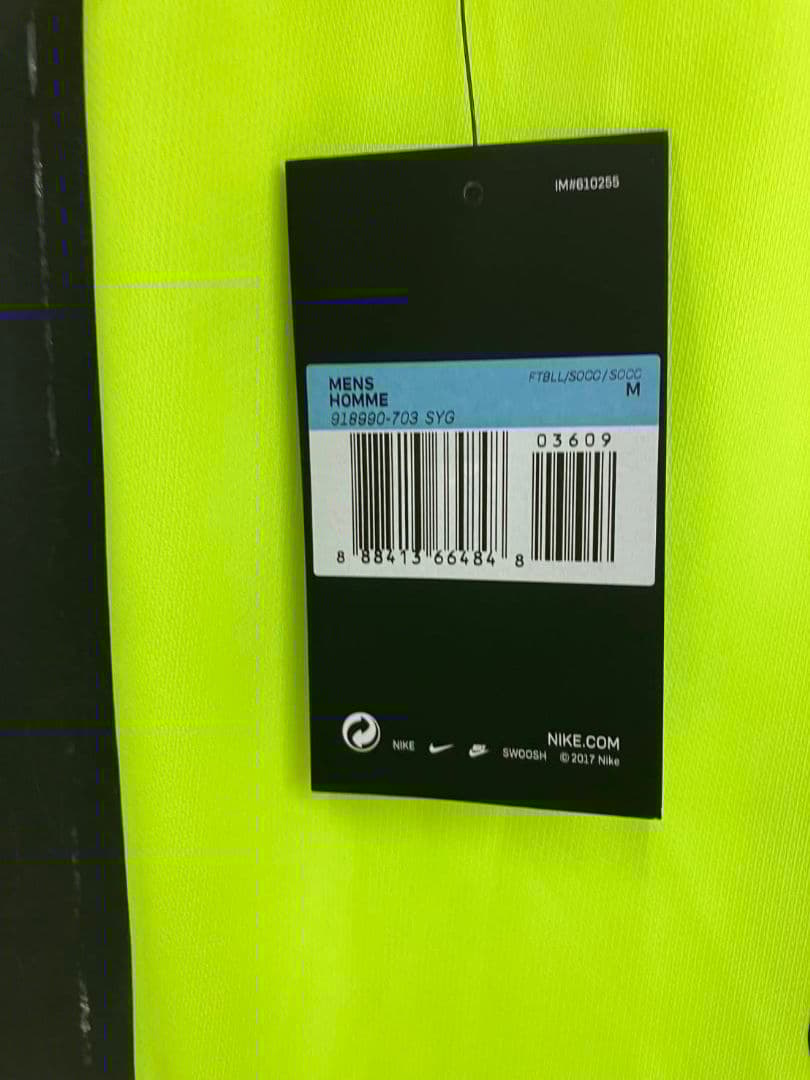 IM#610255
MENS
HOMME
918990-703 SYG
FTBLL/SOCC/SOCC
M
03609
8 88413 66484 8
NIKE
SWOOSH
NIKE.COM
©2017 Nike